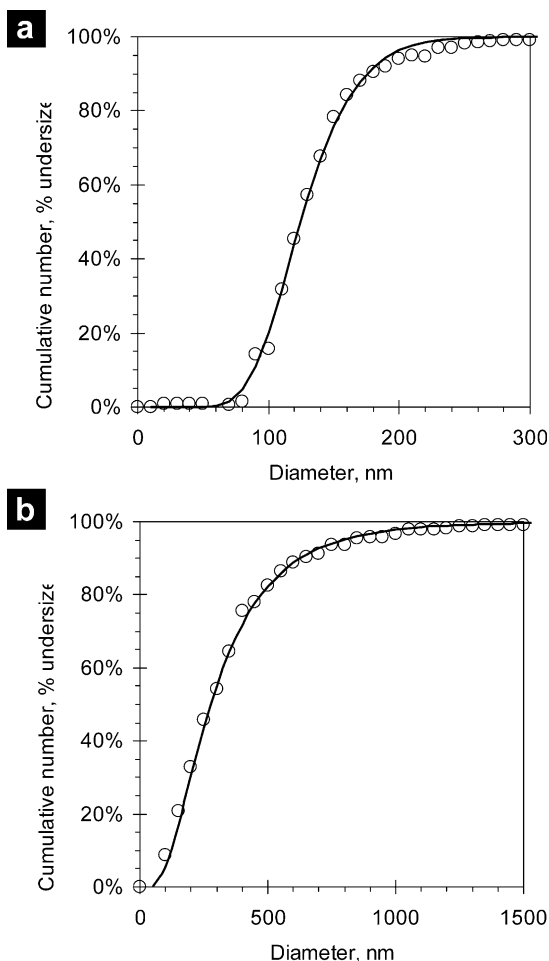 a
100%
80%
60%
40%
20%
0%
Cumulative number, % undersize
0 100 200 300
Diameter, nm
b
100%
80%
60%
40%
20%
0%
Cumulative number, % undersize
0 500 1000 1500
Diameter, nm